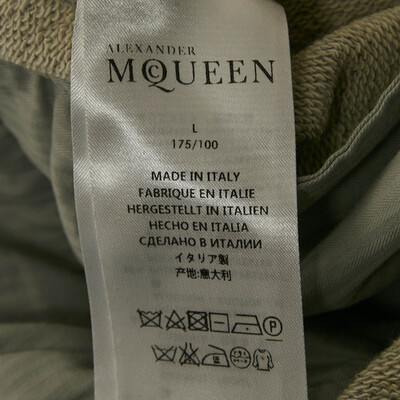 ALEXANDER
McQUEEN
L
175/100
MADE IN ITALY
FABRIQUE EN ITALIE
HERGESTELLT IN ITALIEN
HECHO EN ITALIA
СДЕЛАНО В ИТАЛИИ
イタリア製
产地:意大利
P